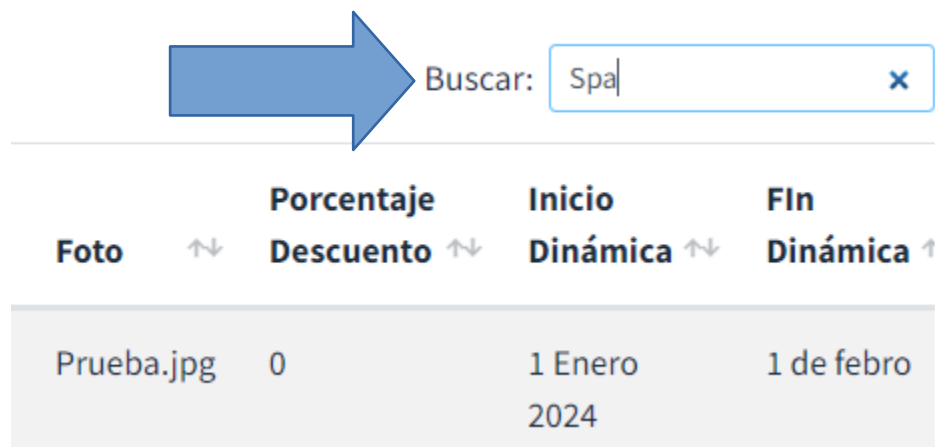 Buscar: Spa
Porcentaje Inicio FIn
Foto Descuento Dinámica Dinámica
Prueba.jpg 0 1 Enero 1 de febro
2024